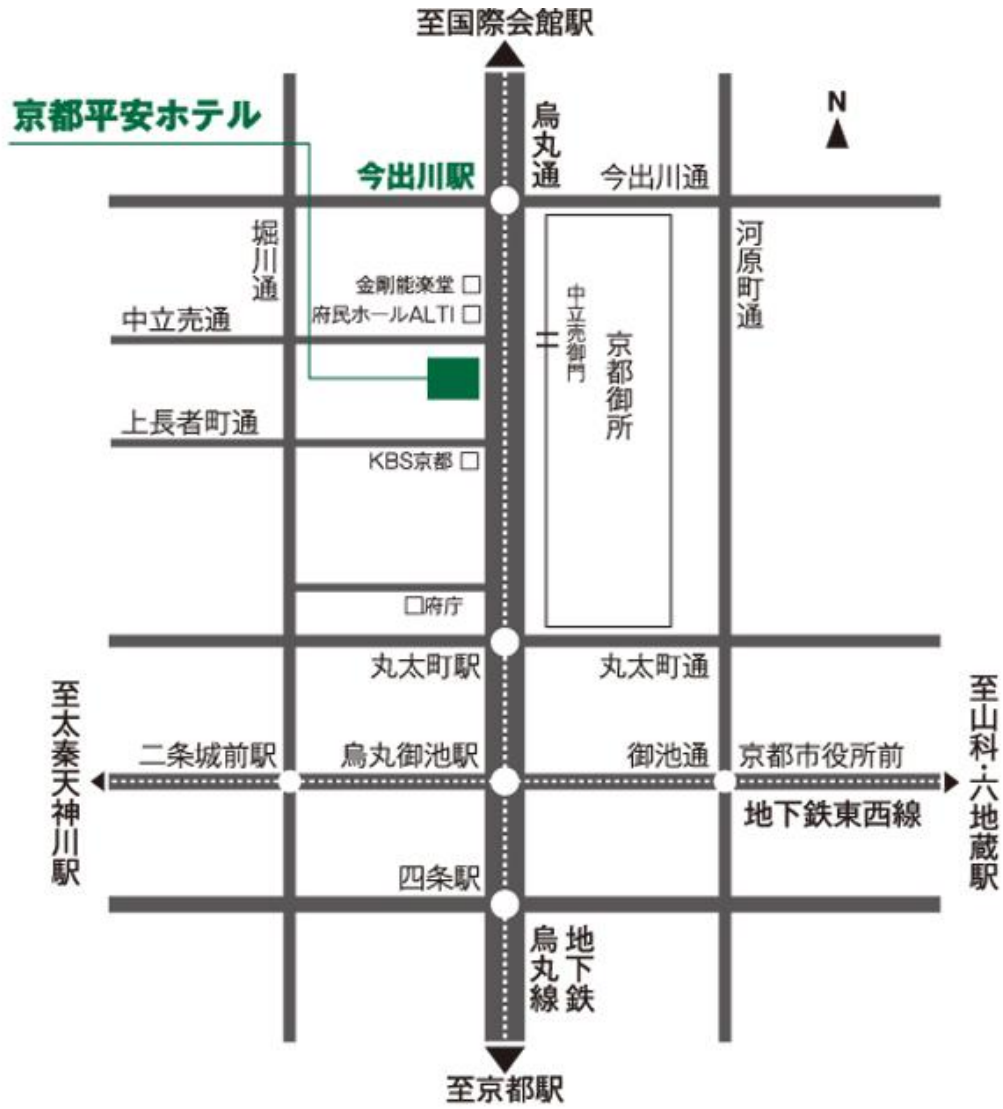 至国際会館駅
京都平安ホテル
N
烏丸通
今出川駅
今出川通
堀川通
河原町通
金剛能楽堂
府民ホールALTI
中立売通
中立売御門
京都御所
上長者町通
KBS京都
府庁
丸太町駅
丸太町通
至太秦天神川駅
二条城前駅
烏丸御池駅
御池通
京都市役所前
至山科・六地蔵駅
地下鉄東西線
四条駅
地下鉄
烏丸線
至京都駅